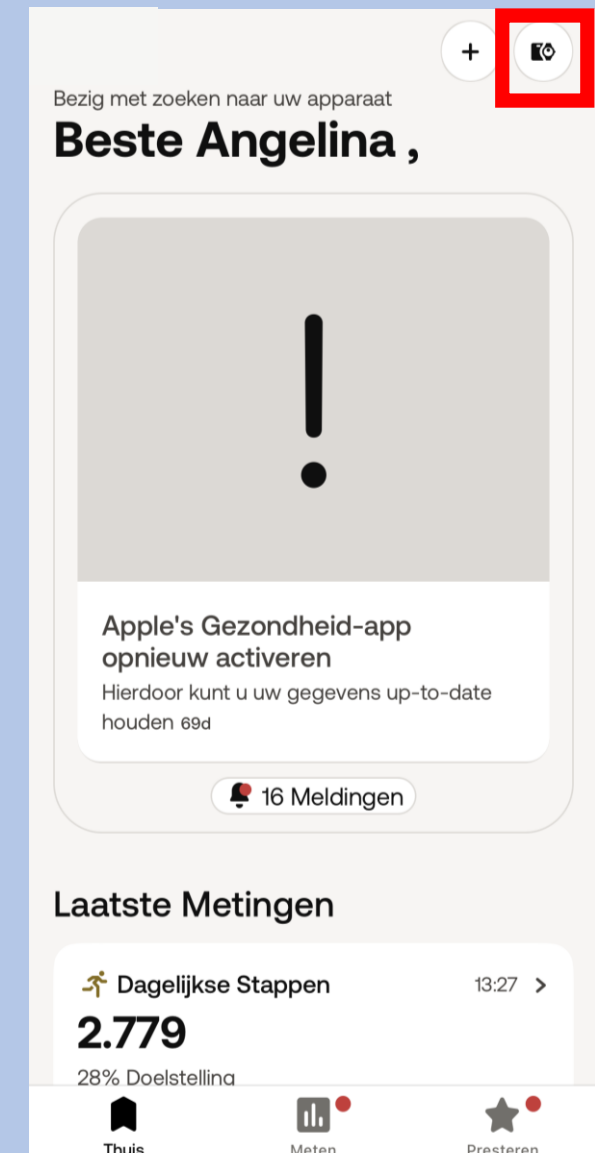 Bezig met zoeken naar uw apparaat
Beste Angelina ,
Apple's Gezondheid-app
opnieuw activeren
Hierdoor kunt u uw gegevens up-to-date
houden 69d
16 Meldingen
Laatste Metingen
Dagelijkse Stappen 13:27
2.779
28% Doelstelling
Thuis Meten Presteren